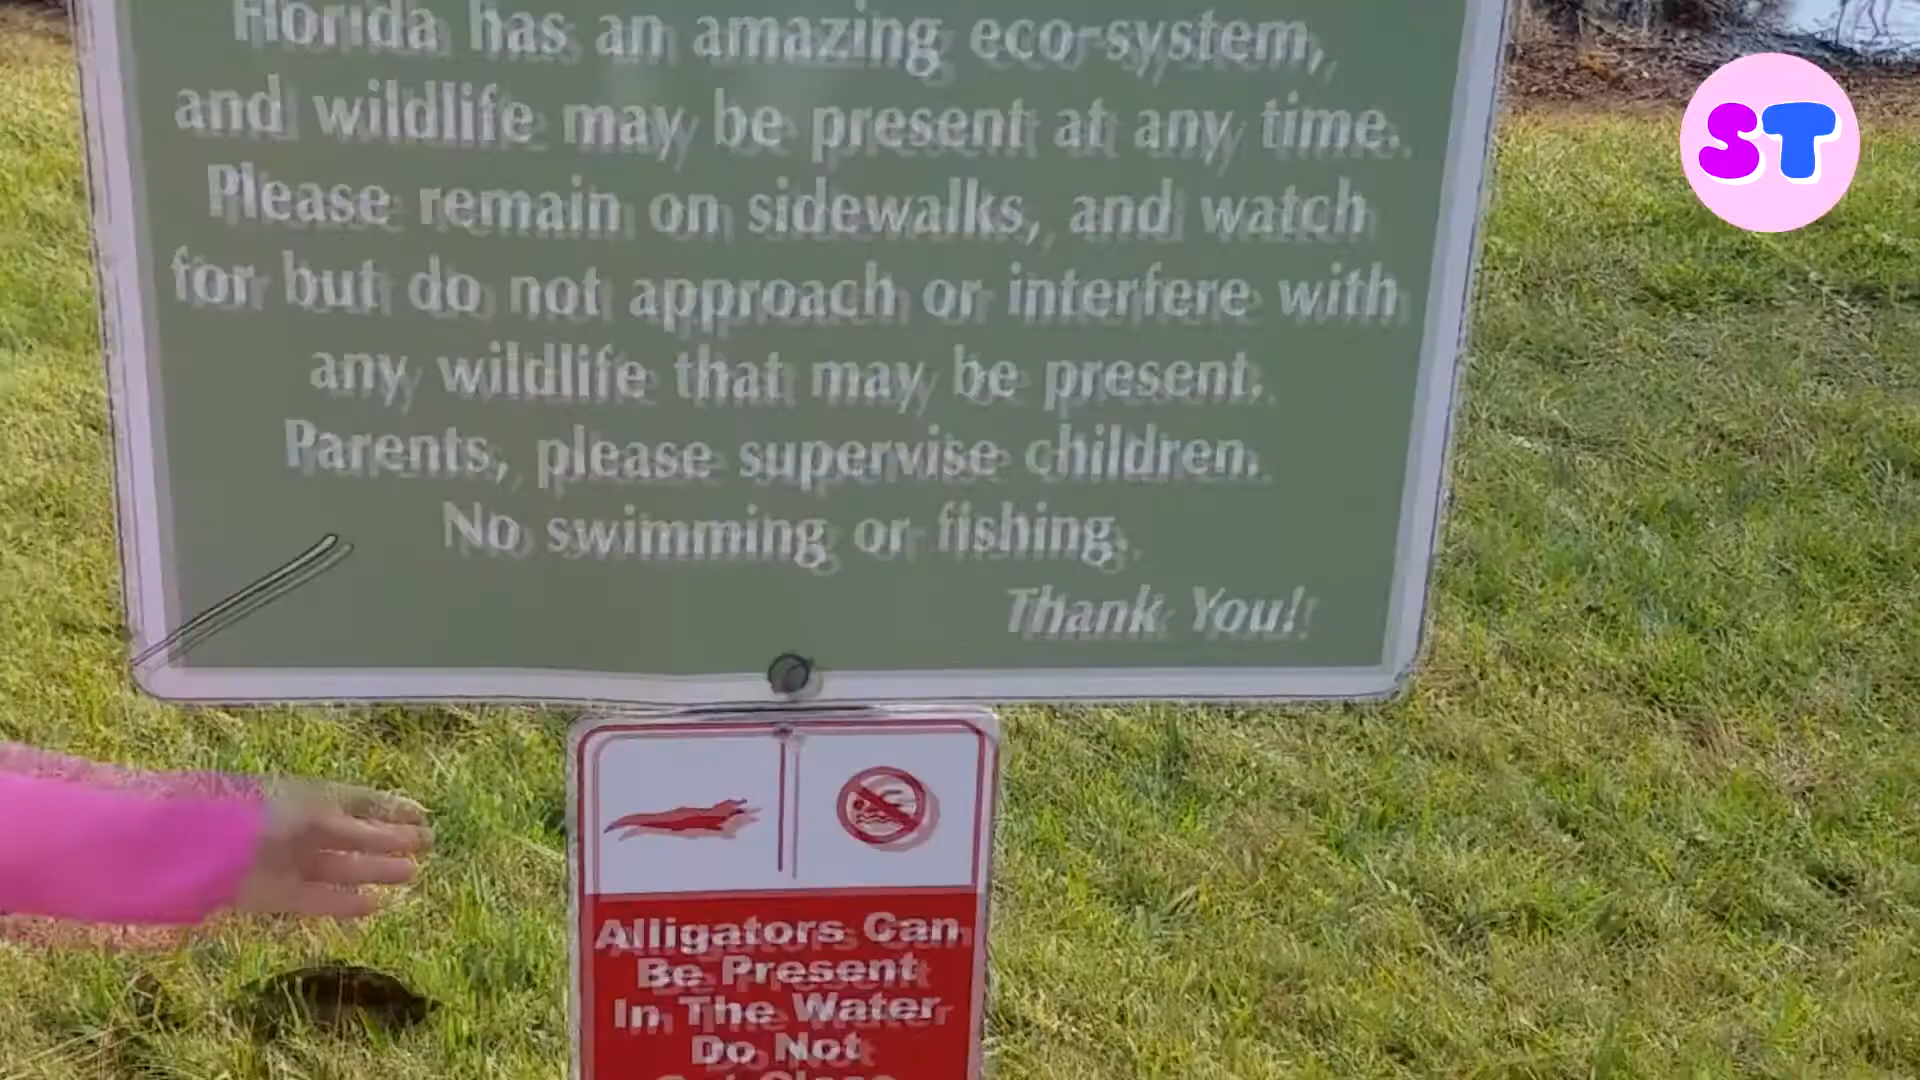 Florida has an amazing eco-system,
and wildlife may be present at any time.
Please remain on sidewalks, and watch
for but do not approach or interfere with
any wildlife that may be present.
Parents, please supervise children.
No swimming or fishing.
Thank You!
ST
Alligators Can
Be Present
In The Water
Do Not